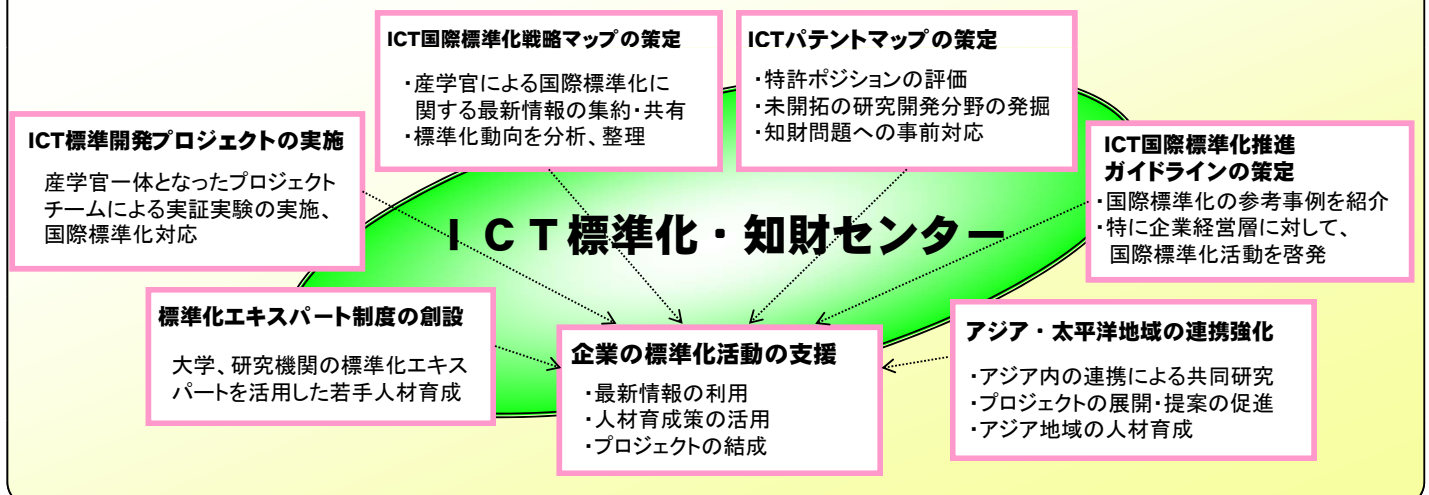 ICT国際標準化戦略マップの策定
・産学官による国際標準化に
関する最新情報の集約・共有
・標準化動向を分析、整理
ICTパテントマップの策定
・特許ポジションの評価
・未開拓の研究開発分野の発掘
・知財問題への事前対応
ICT標準開発プロジェクトの実施
産学官一体となったプロジェクト
チームによる実証実験の実施、
国際標準化対応
ICT国際標準化推進
ガイドラインの策定
・国際標準化の参考事例を紹介
・特に企業経営層に対して、
国際標準化活動を啓発
ICT標準化・知財センター
標準化エキスパート制度の創設
大学、研究機関の標準化エキス
パートを活用した若手人材育成
企業の標準化活動の支援
・最新情報の利用
・人材育成策の活用
・プロジェクトの結成
アジア・太平洋地域の連携強化
・アジア内の連携による共同研究
・プロジェクトの展開・提案の促進
・アジア地域の人材育成